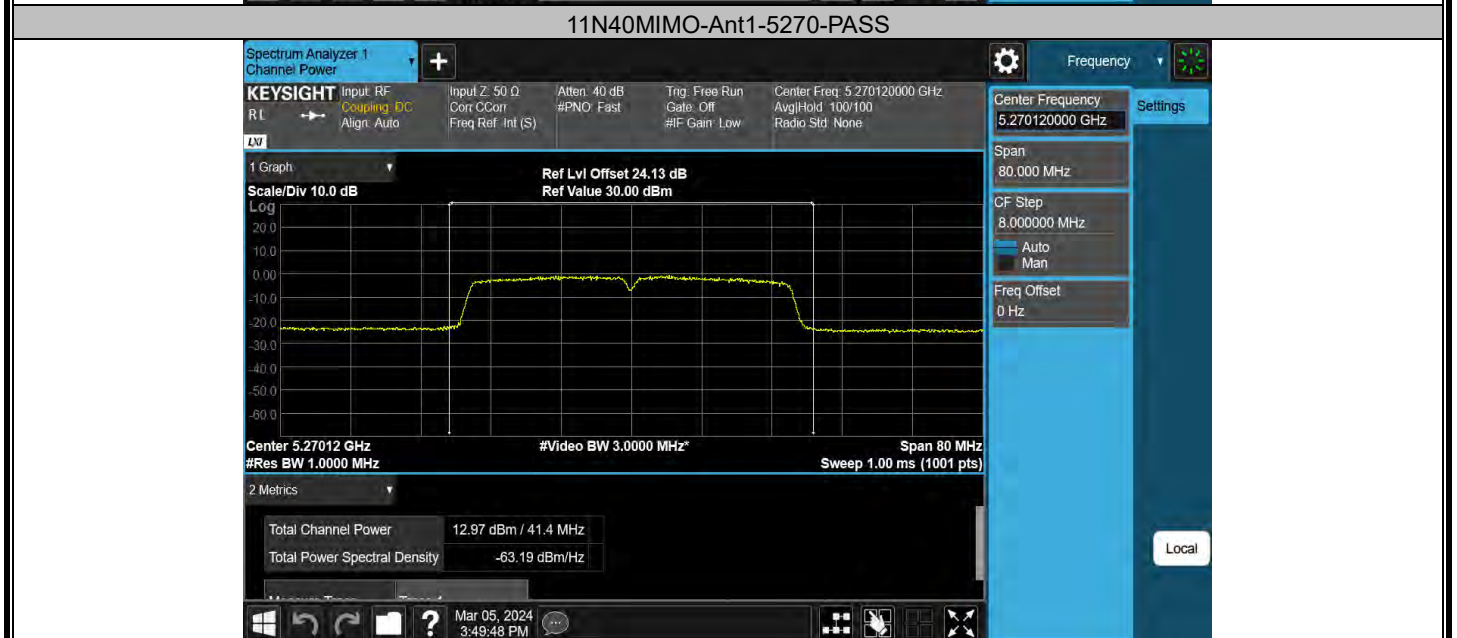 11N40MIMO-Ant1-5270-PASS
Spectrum Analyzer 1
Channel Power
+
Frequency
KEYSIGHT
Input: RF
Coupling: DC
Align: Auto
RL
LXI
Input Z: 50 Ω
Corr CCorr
Freq Ref: Int (S)
Atten: 40 dB
#PNO: Fast
Trig: Free Run
Gate: Off
#IF Gain: Low
Center Freq: 5.270120000 GHz
Avg|Hold: 100/100
Radio Std: None
Center Frequency
5.270120000 GHz
Settings
Span
80.000 MHz
CF Step
8.000000 MHz
Auto
Man
Freq Offset
0 Hz
1 Graph
Scale/Div 10.0 dB
Ref Lvl Offset 24.13 dB
Ref Value 30.00 dBm
Log
20.0
10.0
0.00
-10.0
-20.0
-30.0
-40.0
-50.0
-60.0
Center 5.27012 GHz
#Video BW 3.0000 MHz*
Span 80 MHz
#Res BW 1.0000 MHz
Sweep 1.00 ms (1001 pts)
2 Metrics
Total Channel Power 12.97 dBm / 41.4 MHz
Total Power Spectral Density -63.19 dBm/Hz
Local
?
Mar 05, 2024
3:49:48 PM